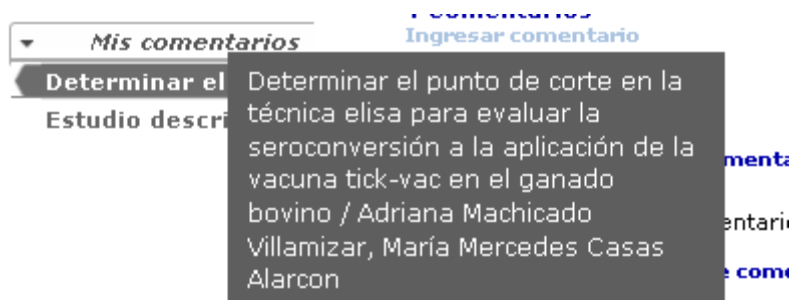 Mis comentarios
Ingresar comentario
Determinar el
Estudio descri
Determinar el punto de corte en la
técnica elisa para evaluar la
seroconversión a la aplicación de la
vacuna tick-vac en el ganado
bovino / Adriana Machicado
Villamizar, María Mercedes Casas
Alarcon